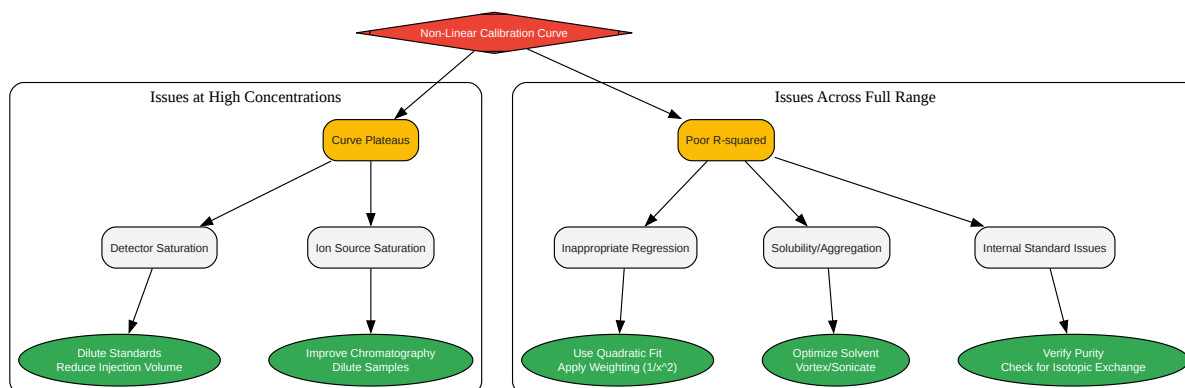 Non-Linear Calibration Curve
Issues at High Concentrations
Issues Across Full Range
Curve Plateaus
Poor R-squared
Detector Saturation
Ion Source Saturation
Inappropriate Regression
Solubility/Aggregation
Internal Standard Issues
Dilute Standards
Reduce Injection Volume
Improve Chromatography
Dilute Samples
Use Quadratic Fit
Apply Weighting (1/x^2)
Optimize Solvent
Vortex/Sonicate
Verify Purity
Check for Isotopic Exchange